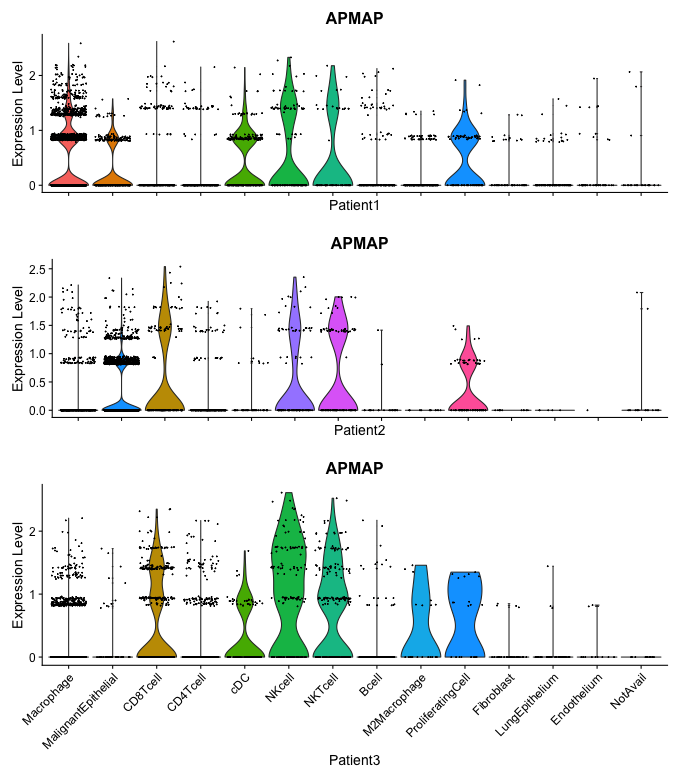 APMAP
Expression Level
2
1
0
Patient1
APMAP
Expression Level
2.5
2.0
1.5
1.0
0.5
0.0
Patient2
APMAP
Expression Level
2
1
0
Macrophage
MalignantEpithelial
CD8Tcell
CD4Tcell
cDC
NKcell
NKTcell
Bcell
M2Macrophage
ProliferatingCell
Fibroblast
LungEpithelium
Endothelium
NotAvail
Patient3